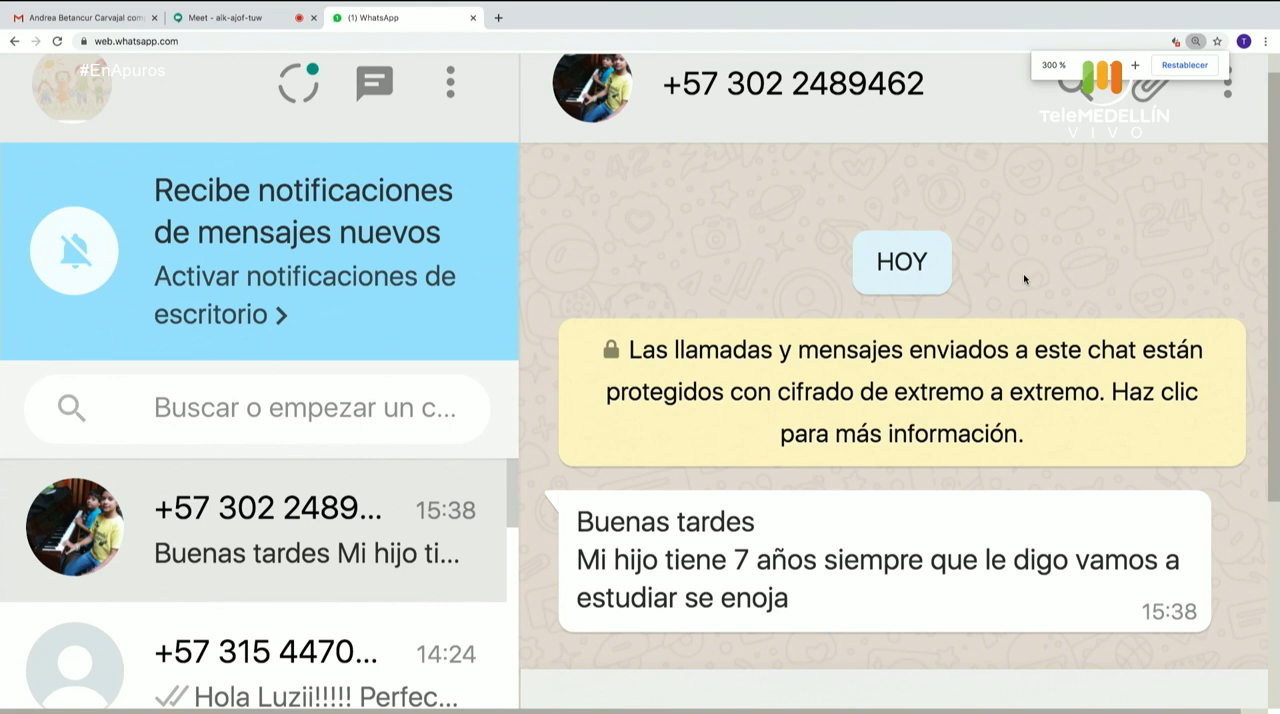 Andrea Betancur Carvajal com
Meet - alk-ajof-tuw
(1) WhatsApp
web.whatsapp.com
T
#EnApuros
+57 302 2489462
300 %
Restablecer
TeleMEDELLÍN
VIVO
Recibe notificaciones
de mensajes nuevos
Activar notificaciones de
escritorio >
Buscar o empezar un c...
+57 302 2489... 15:38
Buenas tardes Mi hijo ti...
+57 315 4470... 14:24
Hola Luzii!!!!! Perfec...
HOY
Las llamadas y mensajes enviados a este chat están
protegidos con cifrado de extremo a extremo. Haz clic
para más información.
Buenas tardes
Mi hijo tiene 7 años siempre que le digo vamos a
estudiar se enoja
15:38